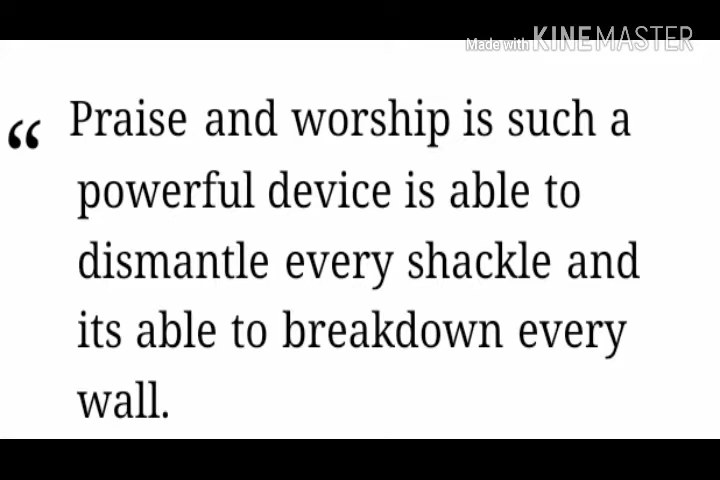 Made with KINEMASTER
“ Praise and worship is such a
powerful device is able to
dismantle every shackle and
its able to breakdown every
wall.